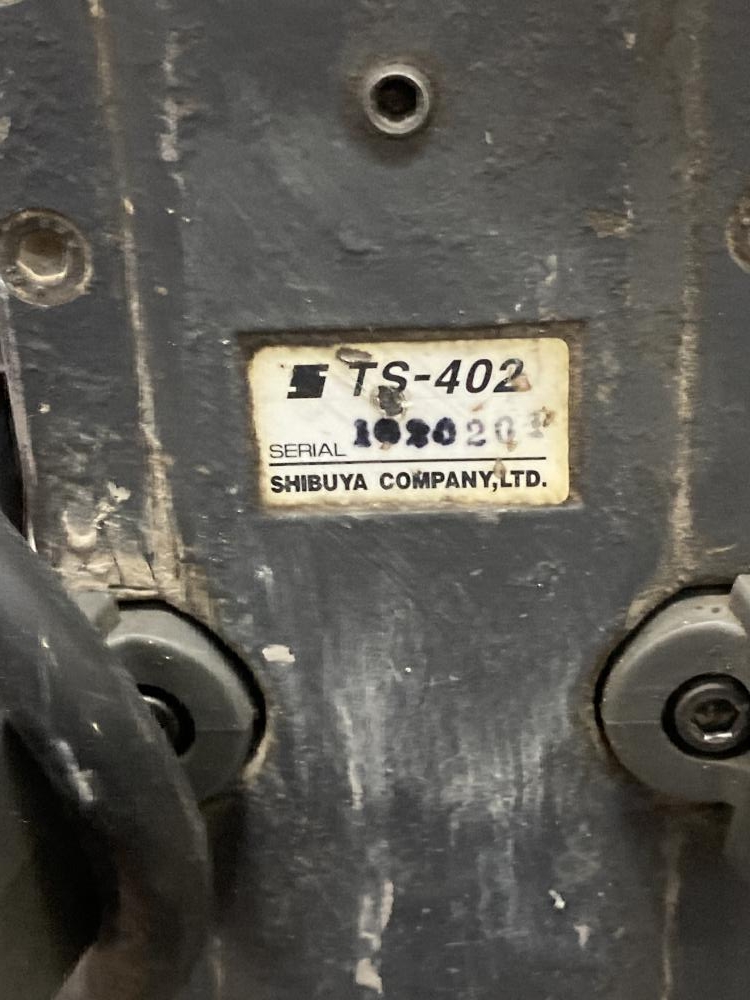 TS-402
SERIAL
SHIBUYA COMPANY,LTD.